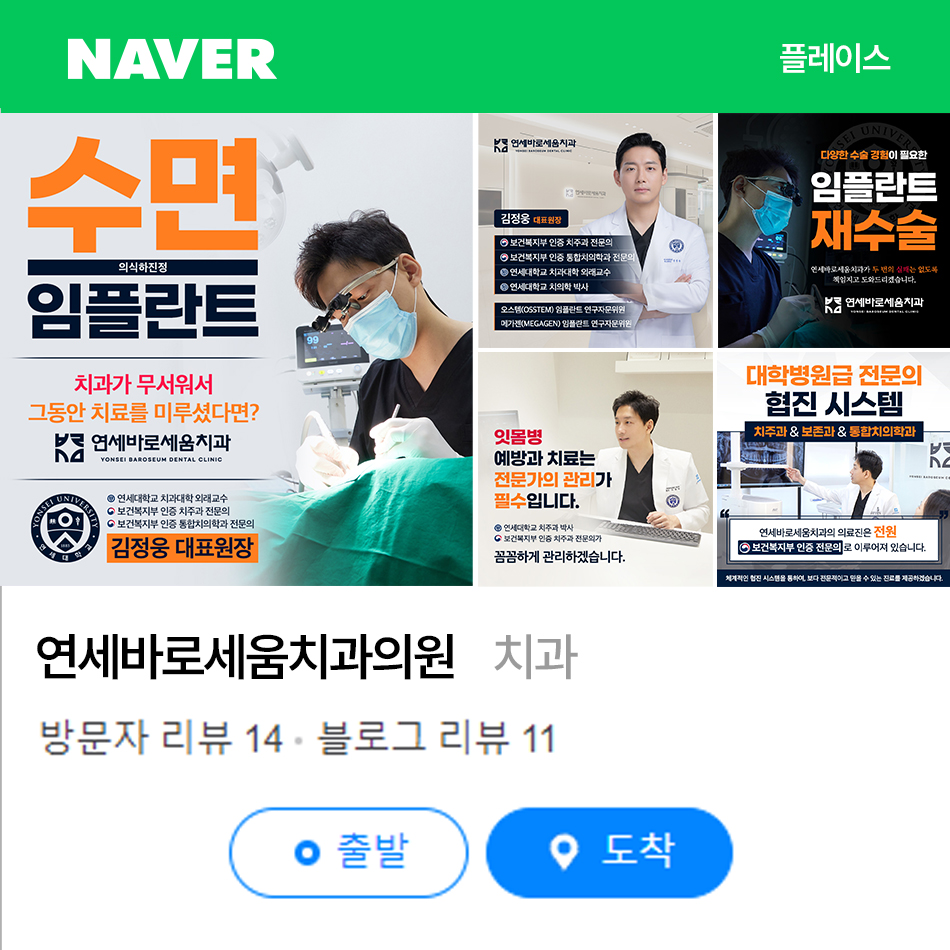 NAVER
플레이스
수면
의식하진정
임플란트
치과가 무서워서
그동안 치료를 미루셨다면?
연세바로세움치과
YONSEI BAROSEUM DENTAL CLINIC
YONSEI UNIVERSITY
연세대학교
연세대학교 치과대학 외래교수
보건복지부 인증 치주과 전문의
보건복지부 인증 통합치의학과 전문의
김정웅 대표원장
99
연세바로세움치과
YONSEI BAROSEUM DENTAL CLINIC
연세바로세움치과
김정웅 대표원장
보건복지부 인증 치주과 전문의
보건복지부 인증 통합치의학과 전문의
연세대학교 치과대학 외래교수
연세대학교 치의학 박사
오스템(OSSTEM) 임플란트 연구자문위원
메가젠(MEGAGEN) 임플란트 연구자문위원
다양한 수술 경험이 필요한
임플란트
재수술
연세바로세움치과가 두 번의 실패는 없도록
책임지고 도와드리겠습니다.
연세바로세움치과
YONSEI BAROSEUM DENTAL CLINIC
잇몸병
예방과 치료는
전문가의 관리가
필수입니다.
연세대학교 치주과 박사
보건복지부 인증 치주과 전문의가
꼼꼼하게 관리하겠습니다.
대학병원급 전문의
협진 시스템
치주과 & 보존과 & 통합치의학과
연세바로세움치과의 의료진은 전원
보건복지부 인증 전문의로 이루어져 있습니다.
체계적인 협진 시스템을 통하여, 보다 전문적이고 믿을 수 있는 진료를 제공하겠습니다.
연세바로세움치과의원 치과
방문자 리뷰 14 · 블로그 리뷰 11
출발 도착